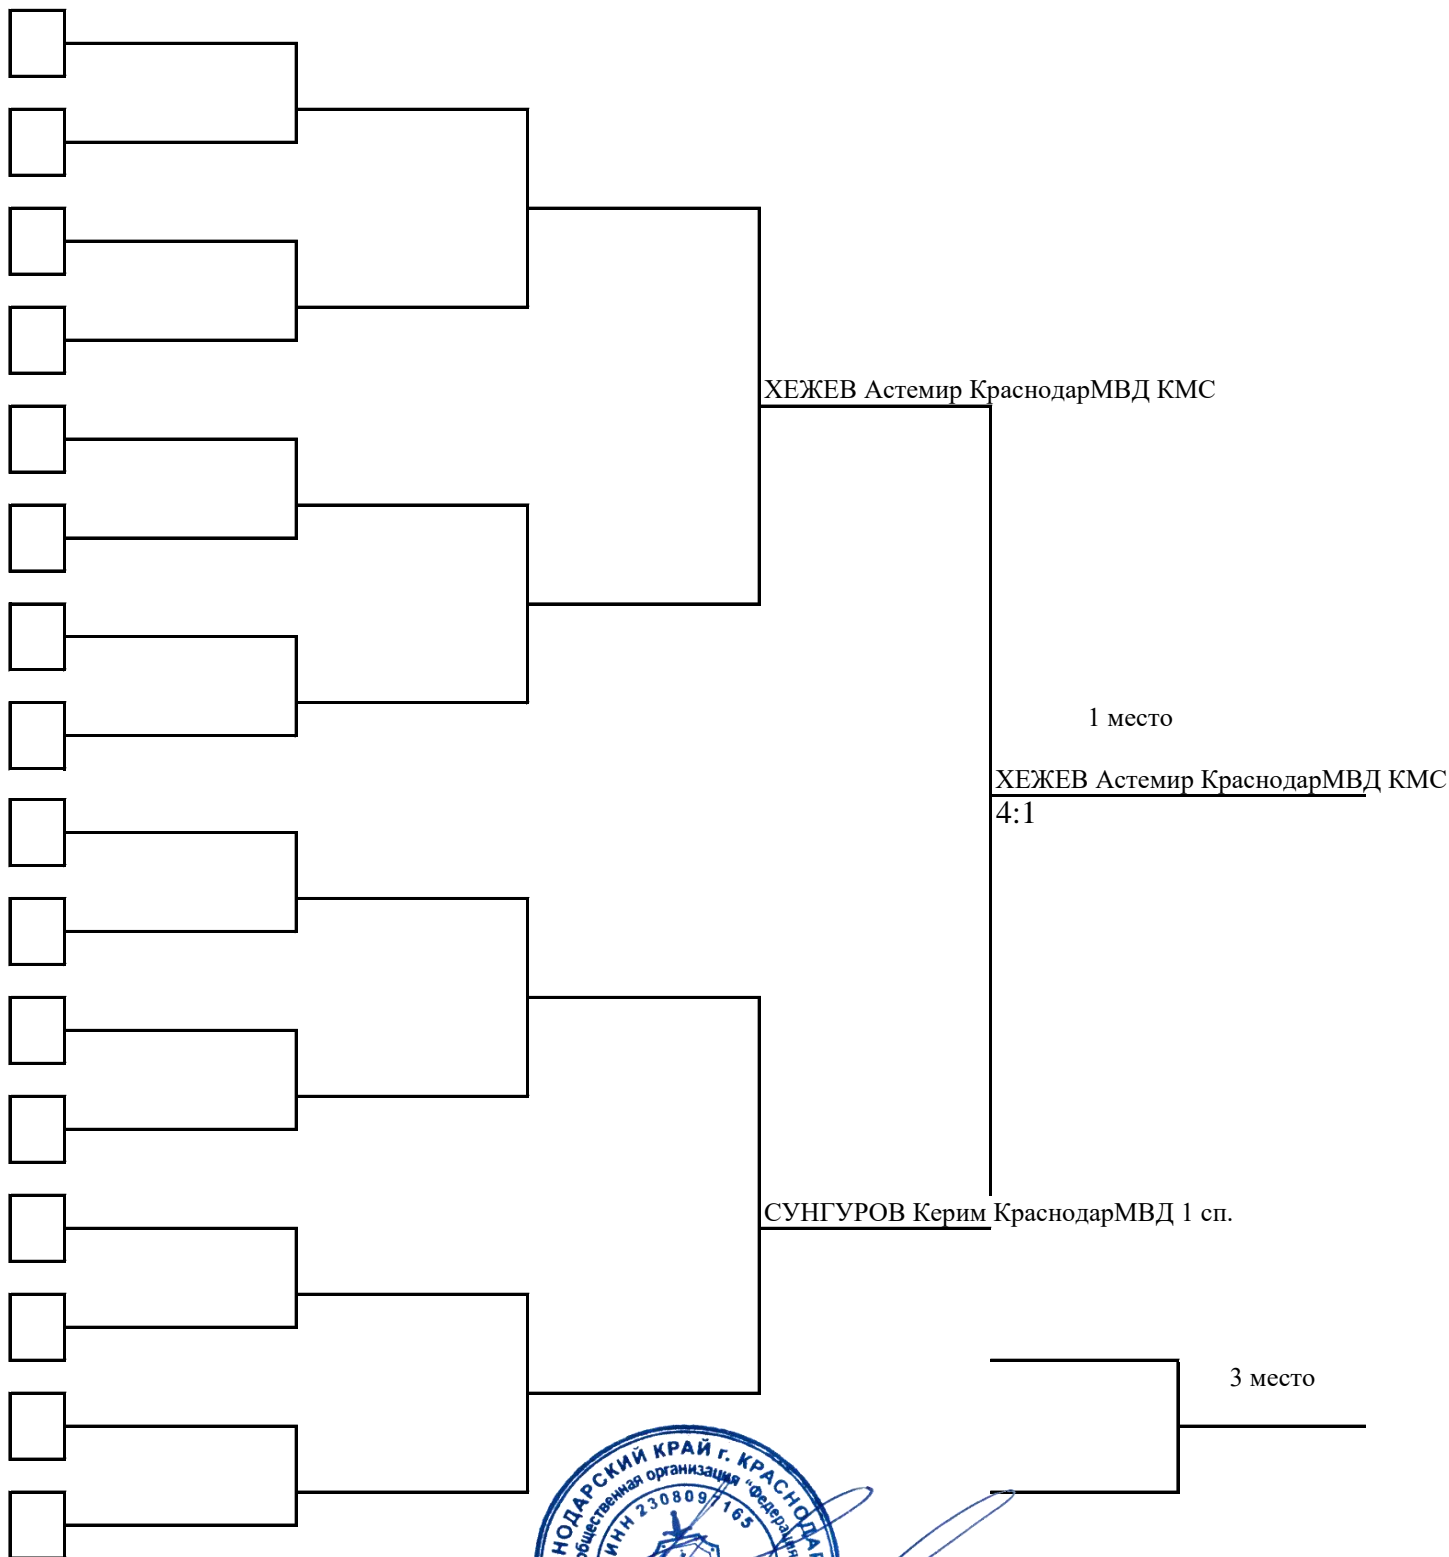 ХЕЖЕВ Астемир КраснодарМВД КМС
1 место
ХЕЖЕВ Астемир КраснодарМВД КМС
4:1
СУНГУРОВ Керим КраснодарМВД 1 сп.
3 место
НОДАРСКИЙ КРАЙ г. КРАСНОДАР
общественная организация "Федерация
ИНН 2308097165